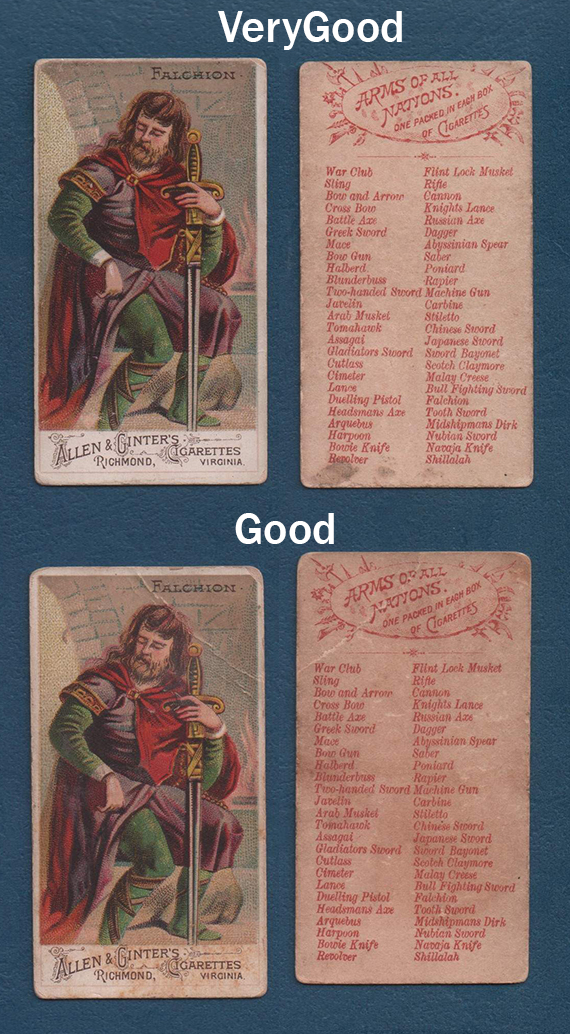 VeryGood
FALCHION.
ALLEN & GINTER'S CIGARETTES
RICHMOND, VIRGINIA.
ARMS OF ALL
NATIONS.
ONE PACKED IN EACH BOX
OF CIGARETTES
War Club Flint Lock Musket
Sling Rifle
Bow and Arrow Cannon
Cross Bow Knights Lance
Battle Axe Russian Axe
Greek Sword Dagger
Mace Abyssinian Spear
Bow Gun Saber
Halberd Poniard
Blunderbuss Rapier
Two-handed Sword Machine Gun
Javelin Carbine
Arab Musket Stiletto
Tomahawk Chinese Sword
Assagai Japanese Sword
Gladiators Sword Sword Bayonet
Cutlass Scotch Claymore
Cimeter Malay Creese
Lance Bull Fighting Sword
Duelling Pistol Falchion
Headsmans Axe Tooth Sword
Arquebus Midshipmans Dirk
Harpoon Nubian Sword
Bowie Knife Navaja Knife
Revolver Shillalah
Good
FALCHION.
ALLEN & GINTER'S CIGARETTES
RICHMOND, VIRGINIA.
ARMS OF ALL
NATIONS.
ONE PACKED IN EACH BOX
OF CIGARETTES
War Club Flint Lock Musket
Sling Rifle
Bow and Arrow Cannon
Cross Bow Knights Lance
Battle Axe Russian Axe
Greek Sword Dagger
Mace Abyssinian Spear
Bow Gun Saber
Halberd Poniard
Blunderbuss Rapier
Two-handed Sword Machine Gun
Javelin Carbine
Arab Musket Stiletto
Tomahawk Chinese Sword
Assagai Japanese Sword
Gladiators Sword Sword Bayonet
Cutlass Scotch Claymore
Cimeter Malay Creese
Lance Bull Fighting Sword
Duelling Pistol Falchion
Headsmans Axe Tooth Sword
Arquebus Midshipmans Dirk
Harpoon Nubian Sword
Bowie Knife Navaja Knife
Revolver Shillalah